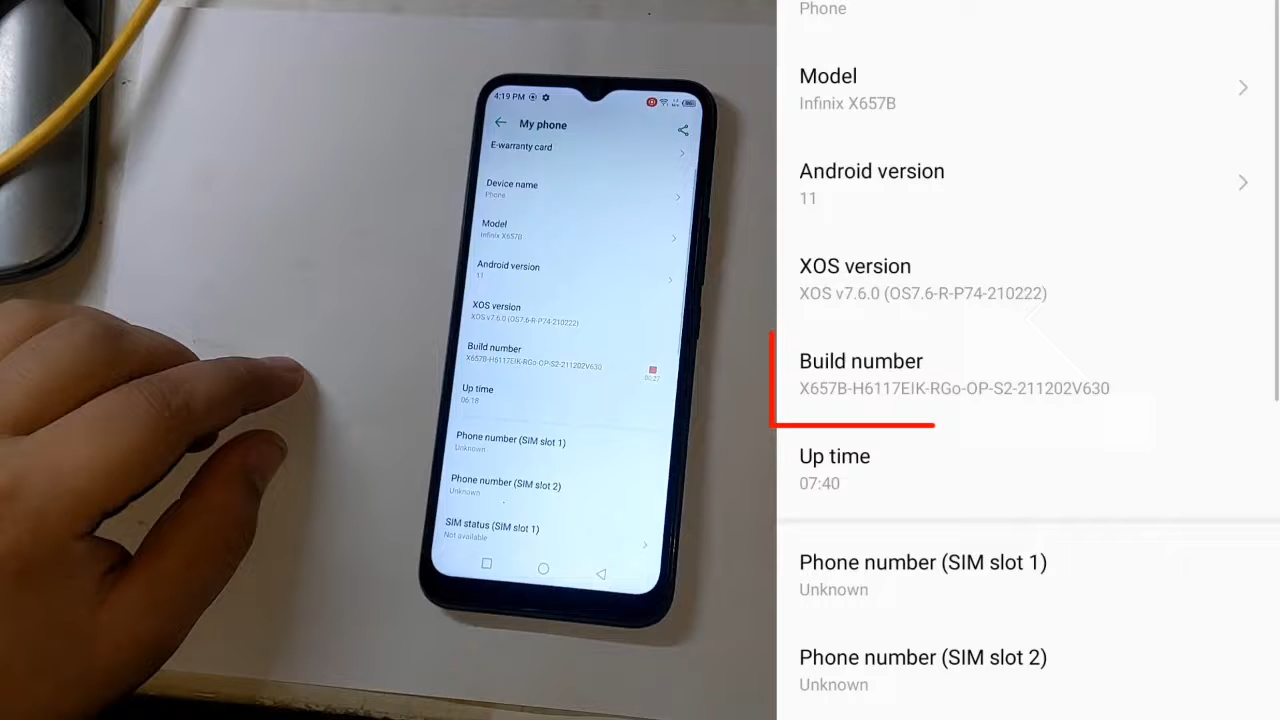 4:19 PM
My phone
E-warranty card
Device name
Phone
Model
Infinix X657B
Android version
11
XOS version
XOS v7.6.0 (OS7.6-R-P74-210222)
Build number
X657B-H6117EIK-RGo-OP-S2-211202V630
00:27
Up time
06:18
Phone number (SIM slot 1)
Unknown
Phone number (SIM slot 2)
Unknown
SIM status (SIM slot 1)
Not available
Phone
Model
Infinix X657B
Android version
11
XOS version
XOS v7.6.0 (OS7.6-R-P74-210222)
Build number
X657B-H6117EIK-RGo-OP-S2-211202V630
Up time
07:40
Phone number (SIM slot 1)
Unknown
Phone number (SIM slot 2)
Unknown